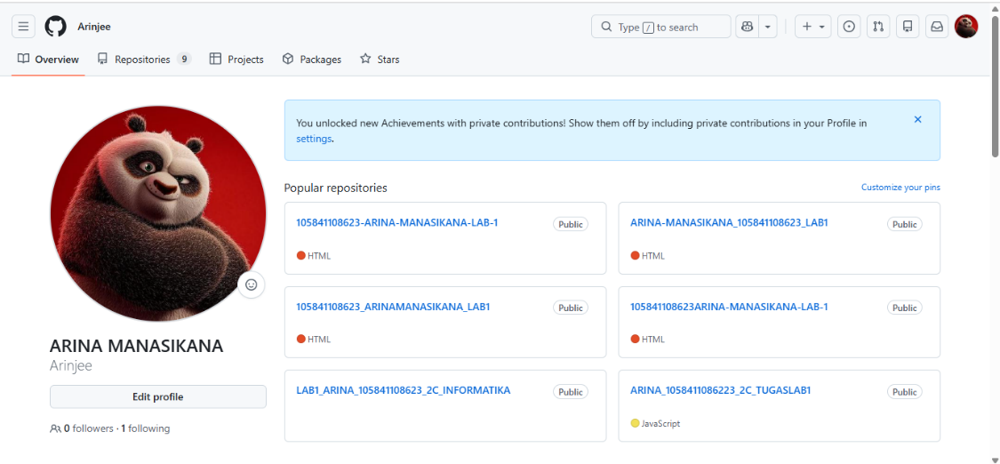 Arinjee
Type / to search
Overview
Repositories 9
Projects
Packages
Stars
You unlocked new Achievements with private contributions! Show them off by including private contributions in your Profile in
settings.
Popular repositories
Customize your pins
105841108623-ARINA-MANASIKANA-LAB-1
Public
HTML
ARINA-MANASIKANA_105841108623_LAB1
Public
HTML
105841108623_ARINAMANASIKANA_LAB1
Public
HTML
105841108623ARINA-MANASIKANA-LAB-1
Public
HTML
LAB1_ARINA_105841108623_2C_INFORMATIKA
Public
ARINA_1058411086223_2C_TUGASLAB1
Public
JavaScript
ARINA MANASIKANA
Arinjee
Edit profile
0 followers · 1 following